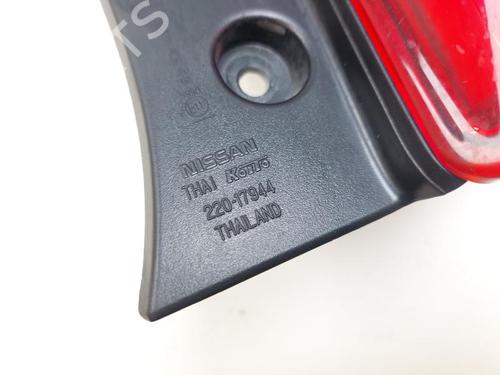 NISSAN
THAI KOITO
220-17944
THAILAND